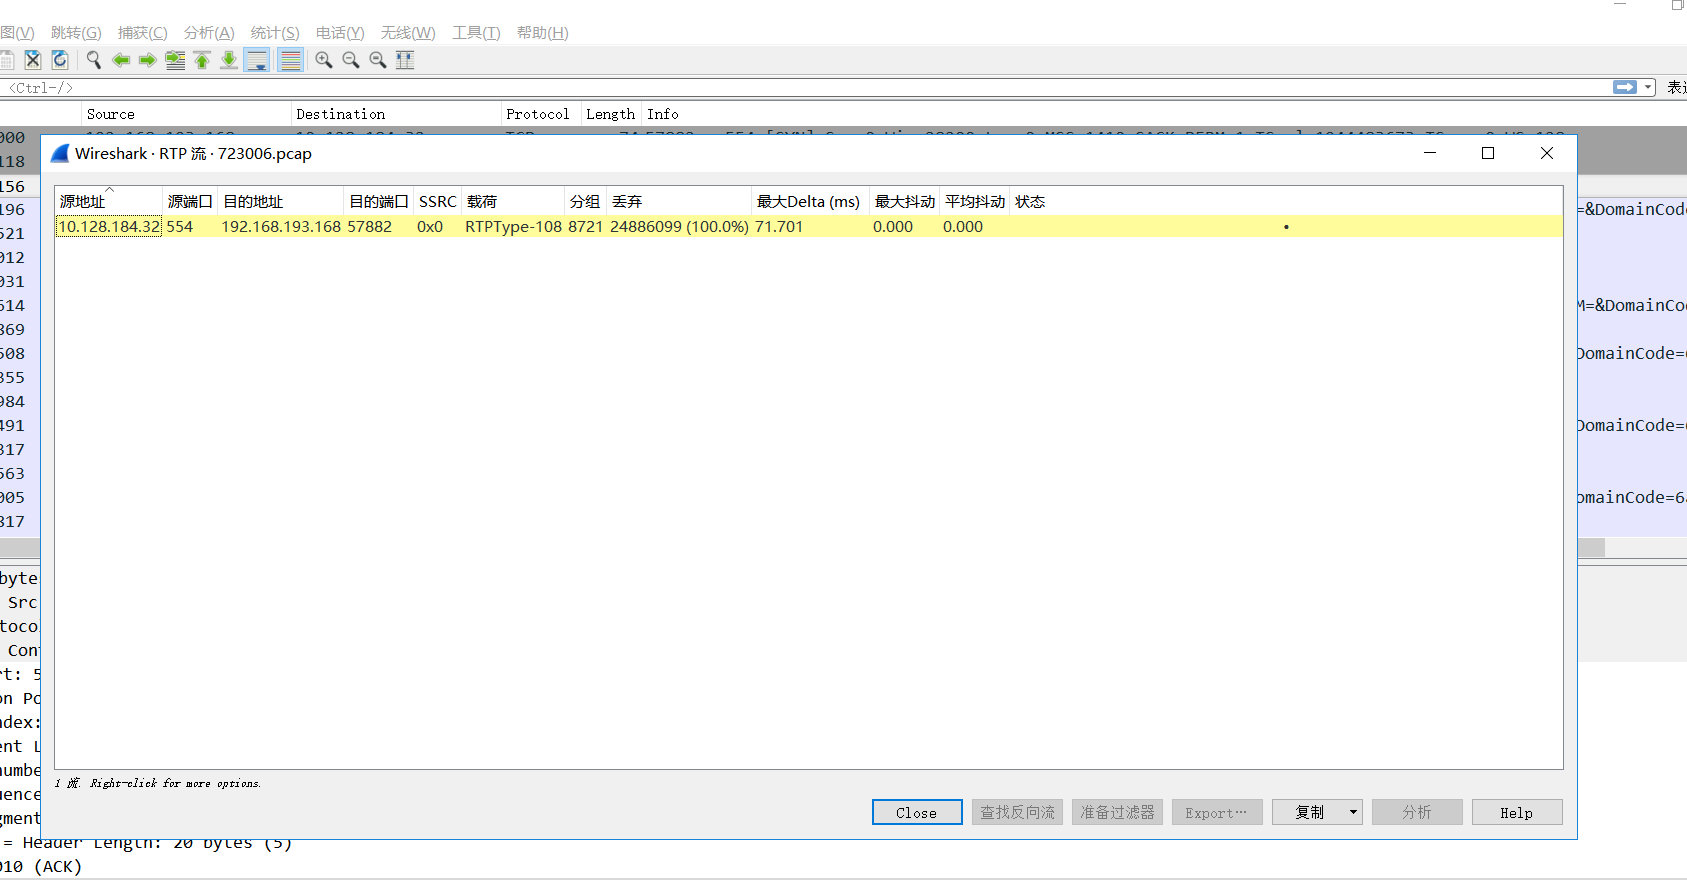 图(V) 跳转(G) 捕获(C) 分析(A) 统计(S) 电话(Y) 无线(W) 工具(T) 帮助(H)
<Ctrl-/>
Source Destination Protocol Length Info
000
118
156
196
521
012
031
614
369
508
355
984
491
317
563
005
317
=&DomainCode
M=&DomainCo
DomainCode=
DomainCode=
omainCode=6
Wireshark · RTP 流 · 723006.pcap
源地址 源端口 目的地址 目的端口 SSRC 载荷 分组 丢弃 最大Delta (ms) 最大抖动 平均抖动 状态
10.128.184.32 554 192.168.193.168 57882 0x0 RTPType-108 8721 24886099 (100.0%) 71.701 0.000 0.000 •
1 流. Right-click for more options.
Close 查找反向流 准备过滤器 Export… 复制 分析 Help
byte
Src
toco
Con
rt: 5
on Po
ndex:
ent L
numbe
uence
gment
= Header Length: 20 bytes (5)
010 (ACK)